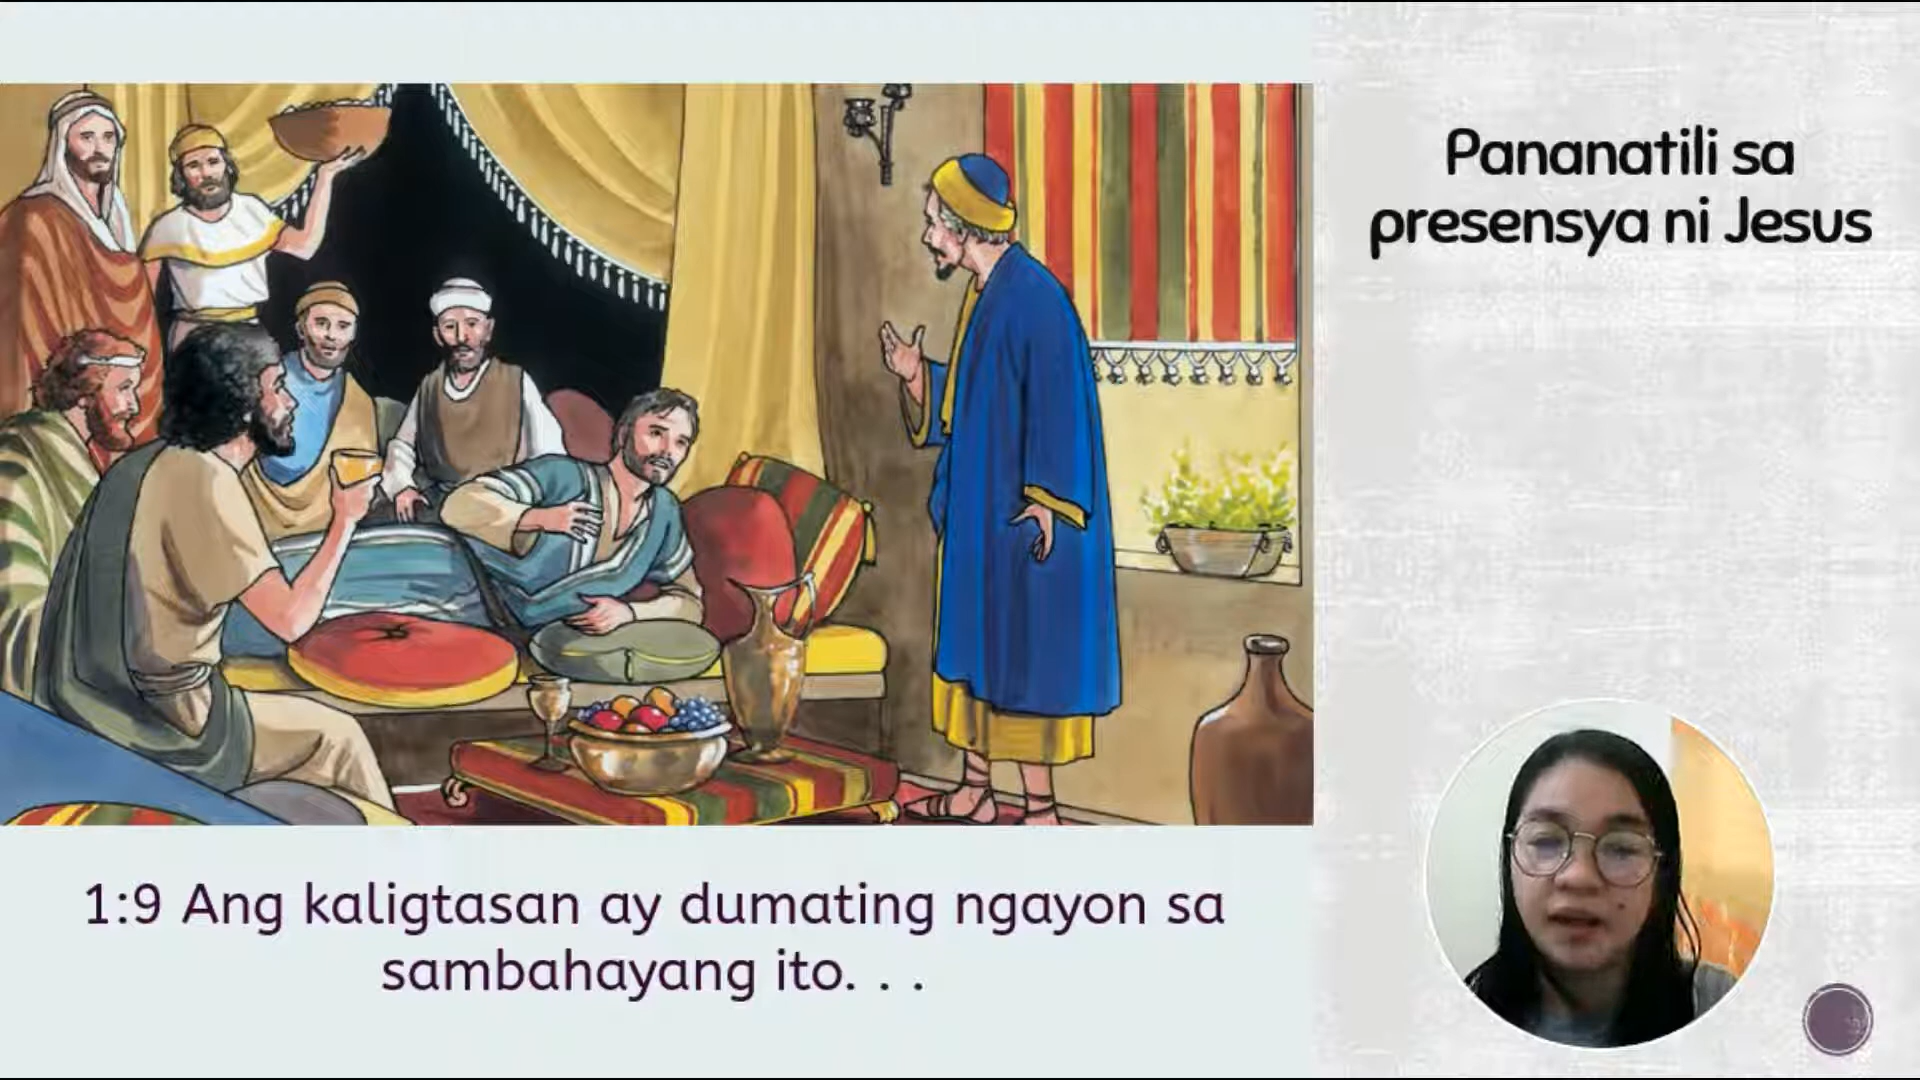 Pananatili sa
presensya ni Jesus
1:9 Ang kaligtasan ay dumating ngayon sa
sambahayang ito. . .